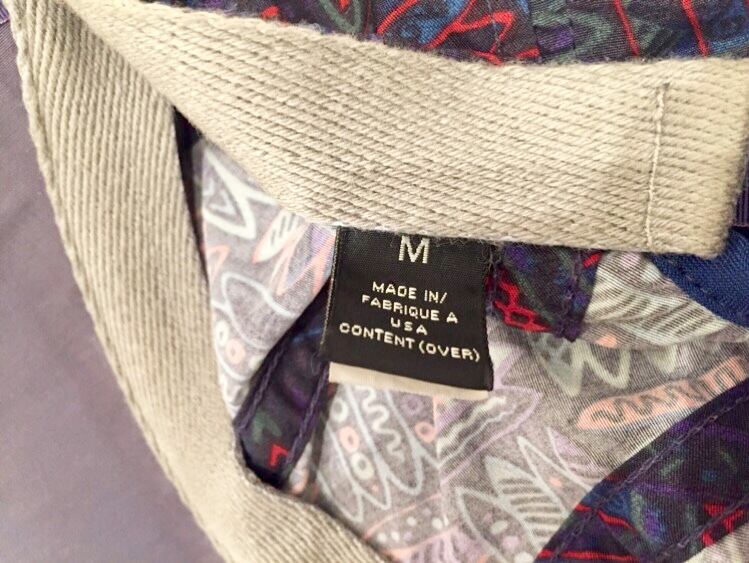 M
MADE IN/
FABRIQUE A
USA
CONTENT (OVER)